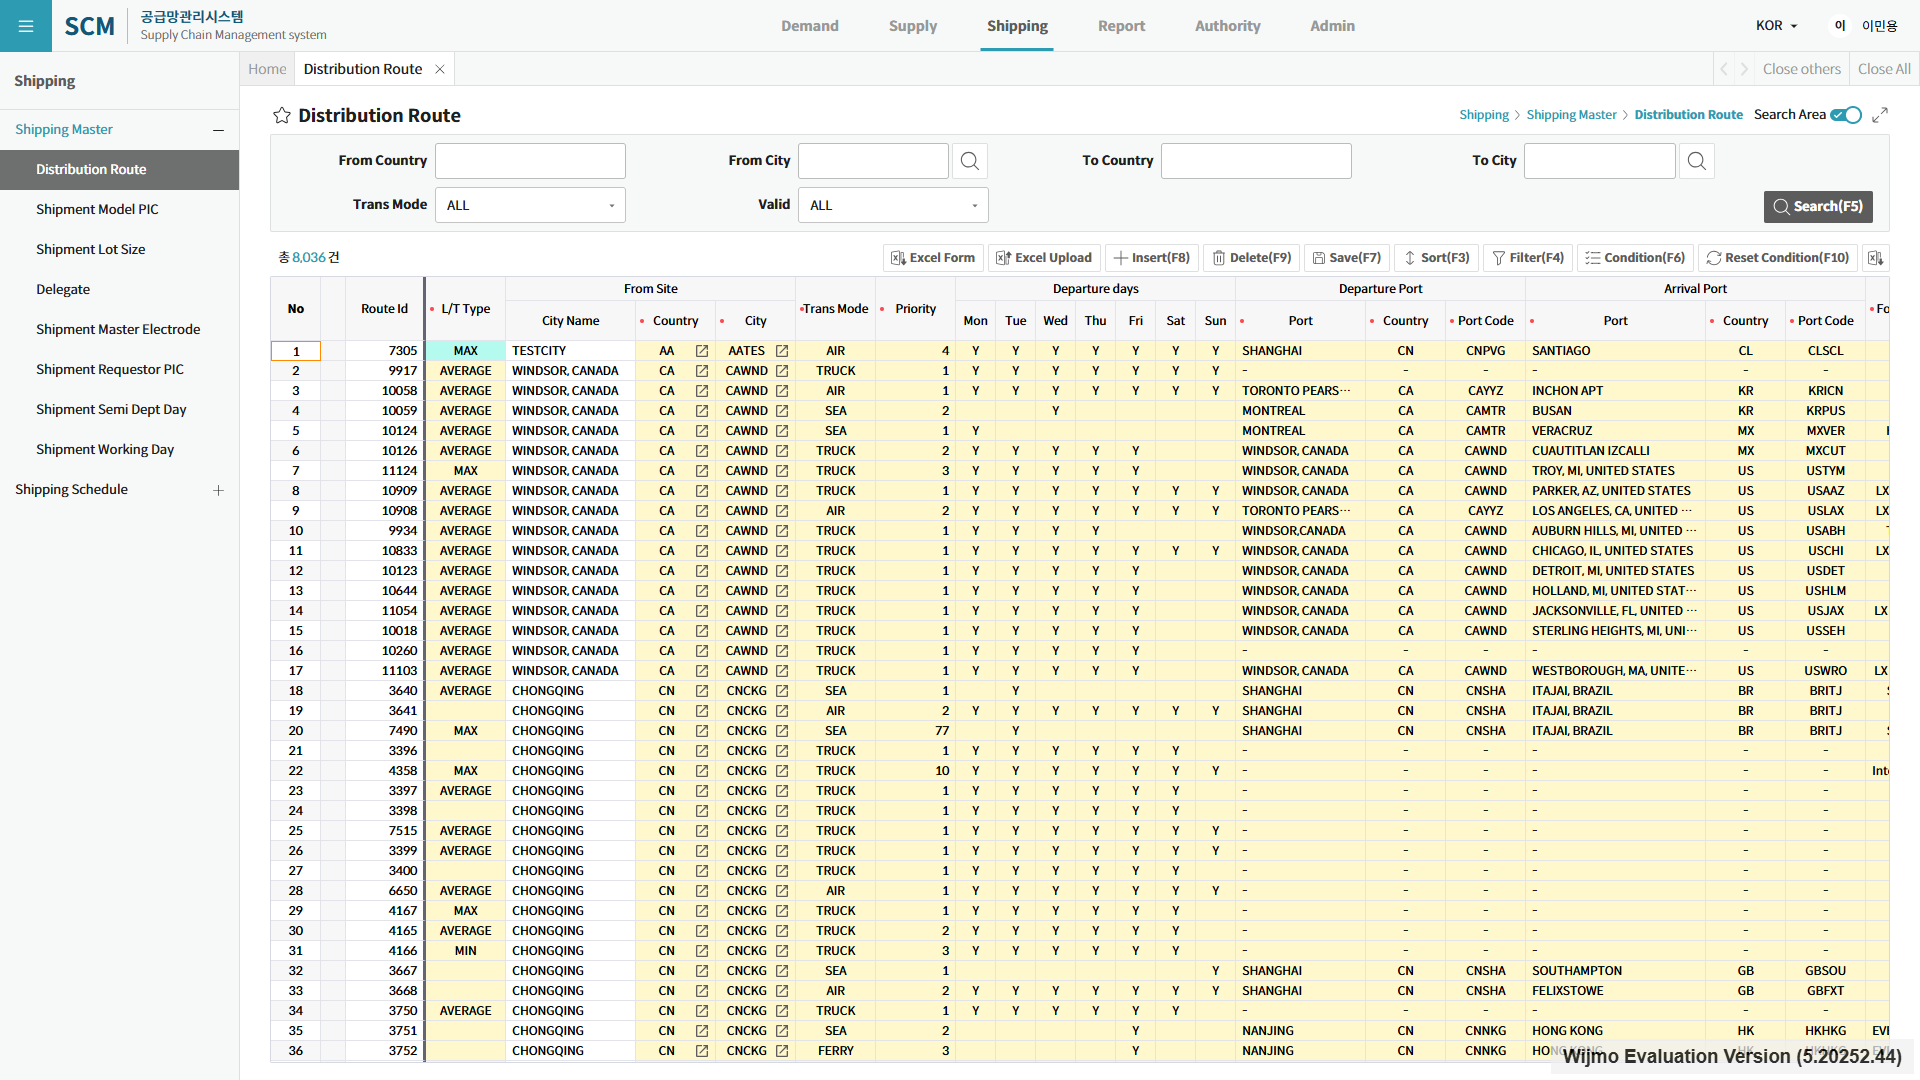 SCM 공급망관리시스템 Supply Chain Management system
Demand Supply Shipping Report Authority Admin
KOR 이 이민용
Shipping
Shipping Master
Distribution Route
Shipment Model PIC
Shipment Lot Size
Delegate
Shipment Master Electrode
Shipment Requestor PIC
Shipment Semi Dept Day
Shipment Working Day
Shipping Schedule
Home Distribution Route Close others Close All
Distribution Route
Shipping > Shipping Master > Distribution Route Search Area
From Country From City To Country To City
Trans Mode ALL Valid ALL Search(F5)
총 8,036 건
Excel Form Excel Upload Insert(F8) Delete(F9) Save(F7) Sort(F3) Filter(F4) Condition(F6) Reset Condition(F10)
No Route Id L/T Type From Site Trans Mode Priority Departure days Departure Port Arrival Port Fo
City Name Country City Mon Tue Wed Thu Fri Sat Sun Port Country Port Code Port Country Port Code
1 7305 MAX TESTCITY AA AATES AIR 4 Y Y Y Y Y Y Y SHANGHAI CN CNPVG SANTIAGO CL CLSCL
2 9917 AVERAGE WINDSOR, CANADA CA CAWND TRUCK 1 Y Y Y Y Y Y Y - - - - - -
3 10058 AVERAGE WINDSOR, CANADA CA CAWND AIR 1 Y Y Y Y Y Y Y TORONTO PEARS··· CA CAYYZ INCHON APT KR KRICN
4 10059 AVERAGE WINDSOR, CANADA CA CAWND SEA 2 Y MONTREAL CA CAMTR BUSAN KR KRPUS
5 10124 AVERAGE WINDSOR, CANADA CA CAWND SEA 1 Y MONTREAL CA CAMTR VERACRUZ MX MXVER
6 10126 AVERAGE WINDSOR, CANADA CA CAWND TRUCK 2 Y Y Y Y Y WINDSOR, CANADA CA CAWND CUAUTITLAN IZCALLI MX MXCUT
7 11124 MAX WINDSOR, CANADA CA CAWND TRUCK 3 Y Y Y Y Y WINDSOR, CANADA CA CAWND TROY, MI, UNITED STATES US USTYM
8 10909 AVERAGE WINDSOR, CANADA CA CAWND TRUCK 1 Y Y Y Y Y Y Y WINDSOR, CANADA CA CAWND PARKER, AZ, UNITED STATES US USAAZ LX
9 10908 AVERAGE WINDSOR, CANADA CA CAWND AIR 2 Y Y Y Y Y Y Y TORONTO PEARS··· CA CAYYZ LOS ANGELES, CA, UNITED ··· US USLAX LX
10 9934 AVERAGE WINDSOR, CANADA CA CAWND TRUCK 1 Y Y Y Y WINDSOR,CANADA CA CAWND AUBURN HILLS, MI, UNITED ··· US USABH
11 10833 AVERAGE WINDSOR, CANADA CA CAWND TRUCK 1 Y Y Y Y Y Y Y WINDSOR, CANADA CA CAWND CHICAGO, IL, UNITED STATES US USCHI LX
12 10123 AVERAGE WINDSOR, CANADA CA CAWND TRUCK 1 Y Y Y Y Y WINDSOR, CANADA CA CAWND DETROIT, MI, UNITED STATES US USDET
13 10644 AVERAGE WINDSOR, CANADA CA CAWND TRUCK 1 Y Y Y Y Y WINDSOR, CANADA CA CAWND HOLLAND, MI, UNITED STAT··· US USHLM
14 11054 AVERAGE WINDSOR, CANADA CA CAWND TRUCK 1 Y Y Y Y Y WINDSOR, CANADA CA CAWND JACKSONVILLE, FL, UNITED ··· US USJAX LX
15 10018 AVERAGE WINDSOR, CANADA CA CAWND TRUCK 1 Y Y Y Y Y WINDSOR, CANADA CA CAWND STERLING HEIGHTS, MI, UNI··· US USSEH
16 10260 AVERAGE WINDSOR, CANADA CA CAWND TRUCK 1 Y Y Y Y Y - - - - - -
17 11103 AVERAGE WINDSOR, CANADA CA CAWND TRUCK 1 Y Y Y Y Y WINDSOR, CANADA CA CAWND WESTBOROUGH, MA, UNITE··· US USWRO LX
18 3640 AVERAGE CHONGQING CN CNCKG SEA 1 Y SHANGHAI CN CNSHA ITAJAI, BRAZIL BR BRITJ
19 3641 CHONGQING CN CNCKG AIR 2 Y Y Y Y Y Y Y SHANGHAI CN CNSHA ITAJAI, BRAZIL BR BRITJ
20 7490 MAX CHONGQING CN CNCKG SEA 77 Y SHANGHAI CN CNSHA ITAJAI, BRAZIL BR BRITJ
21 3396 CHONGQING CN CNCKG TRUCK 1 Y Y Y Y Y Y - - - - - -
22 4358 MAX CHONGQING CN CNCKG TRUCK 10 Y Y Y Y Y Y Y - - - - - - Int
23 3397 AVERAGE CHONGQING CN CNCKG TRUCK 1 Y Y Y Y Y Y - - - - - -
24 3398 CHONGQING CN CNCKG TRUCK 1 Y Y Y Y Y Y - - - - - -
25 7515 AVERAGE CHONGQING CN CNCKG TRUCK 1 Y Y Y Y Y Y Y - - - - - -
26 3399 AVERAGE CHONGQING CN CNCKG TRUCK 1 Y Y Y Y Y Y Y - - - - - -
27 3400 CHONGQING CN CNCKG TRUCK 1 Y Y Y Y Y Y - - - - - -
28 6650 AVERAGE CHONGQING CN CNCKG AIR 1 Y Y Y Y Y Y Y - - - - - -
29 4167 MAX CHONGQING CN CNCKG TRUCK 1 Y Y Y Y Y Y - - - - - -
30 4165 AVERAGE CHONGQING CN CNCKG TRUCK 2 Y Y Y Y Y Y - - - - - -
31 4166 MIN CHONGQING CN CNCKG TRUCK 3 Y Y Y Y Y Y - - - - - -
32 3667 CHONGQING CN CNCKG SEA 1 Y SHANGHAI CN CNSHA SOUTHAMPTON GB GBSOU
33 3668 CHONGQING CN CNCKG AIR 2 Y Y Y Y Y Y Y SHANGHAI CN CNSHA FELIXSTOWE GB GBFXT
34 3750 AVERAGE CHONGQING CN CNCKG TRUCK 1 Y Y Y Y Y Y - - - - - -
35 3751 CHONGQING CN CNCKG SEA 2 Y NANJING CN CNNKG HONG KONG HK HKHKG EVI
36 3752 CHONGQING CN CNCKG FERRY 3 Y NANJING CN CNNKG HONG KONG HK HKHKG
Wijmo Evaluation Version (5.20252.44)